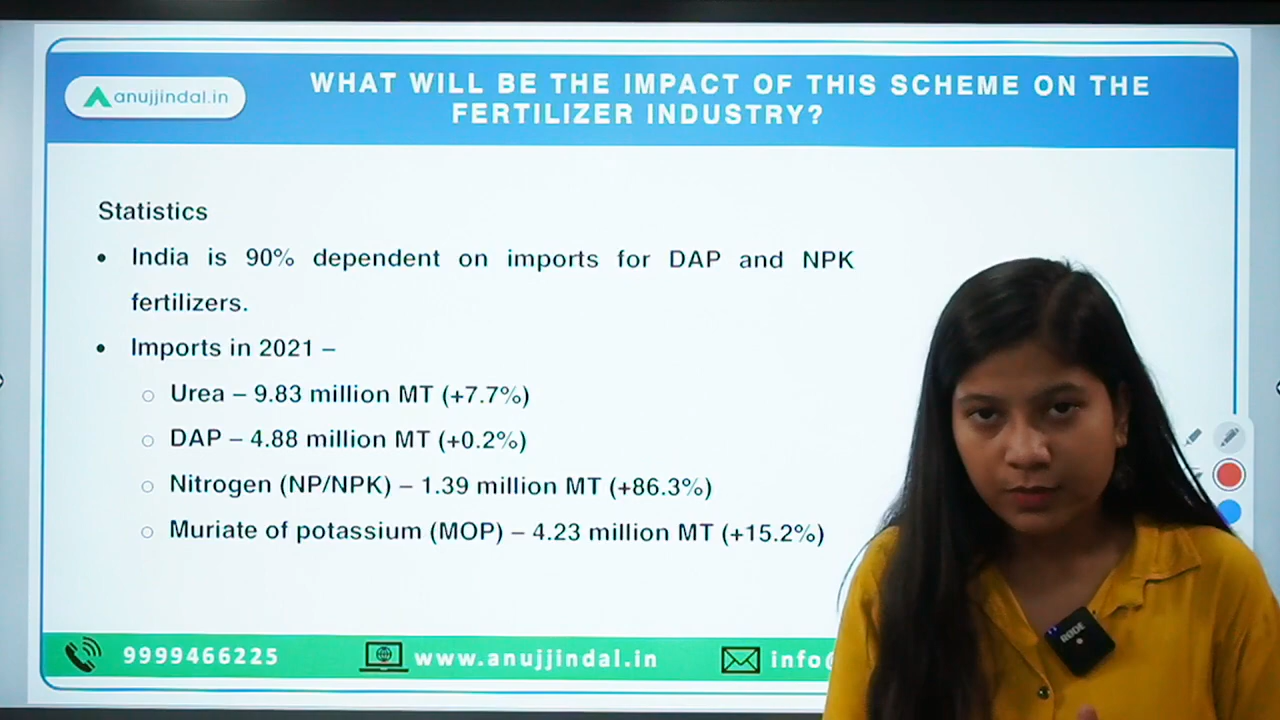 anujjindal.in
WHAT WILL BE THE IMPACT OF THIS SCHEME ON THE
FERTILIZER INDUSTRY?
Statistics
• India is 90% dependent on imports for DAP and NPK
fertilizers.
• Imports in 2021 –
○ Urea – 9.83 million MT (+7.7%)
○ DAP – 4.88 million MT (+0.2%)
○ Nitrogen (NP/NPK) – 1.39 million MT (+86.3%)
○ Muriate of potassium (MOP) – 4.23 million MT (+15.2%)
RØDE
9999466225 www.anujjindal.in